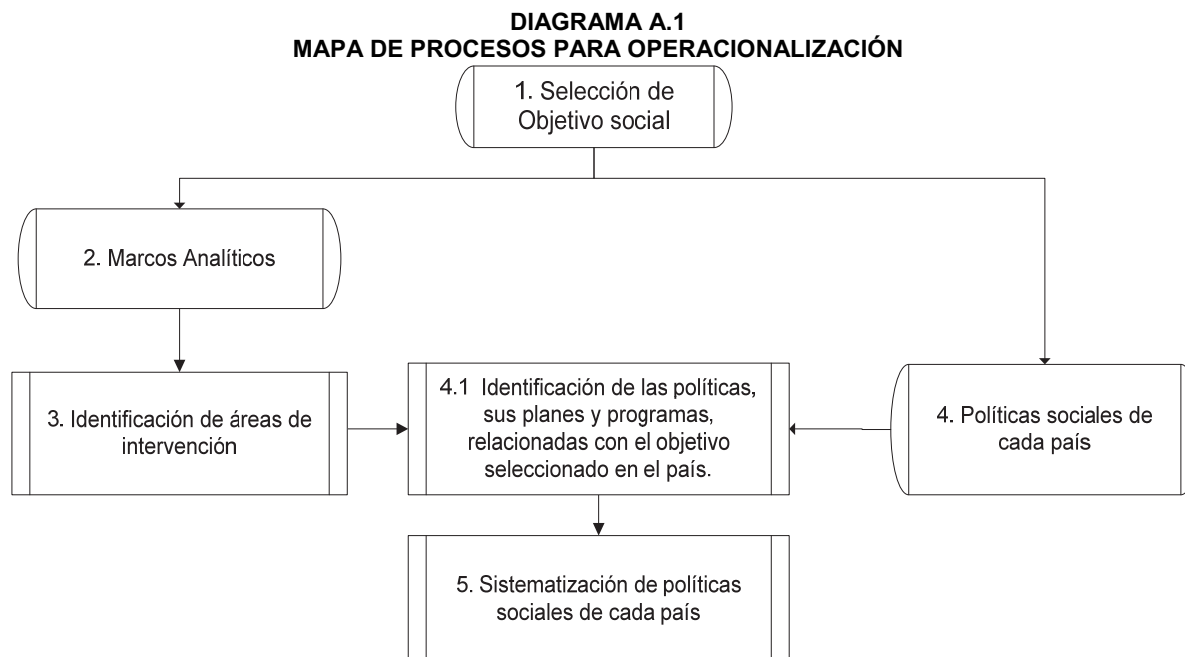 DIAGRAMA A.1
MAPA DE PROCESOS PARA OPERACIONALIZACIÓN
1. Selección de
Objetivo social
2. Marcos Analíticos
3. Identificación de áreas de
intervención
4.1 Identificación de las políticas,
sus planes y programas,
relacionadas con el objetivo
seleccionado en el país.
4. Políticas sociales de
cada país
5. Sistematización de políticas
sociales de cada país